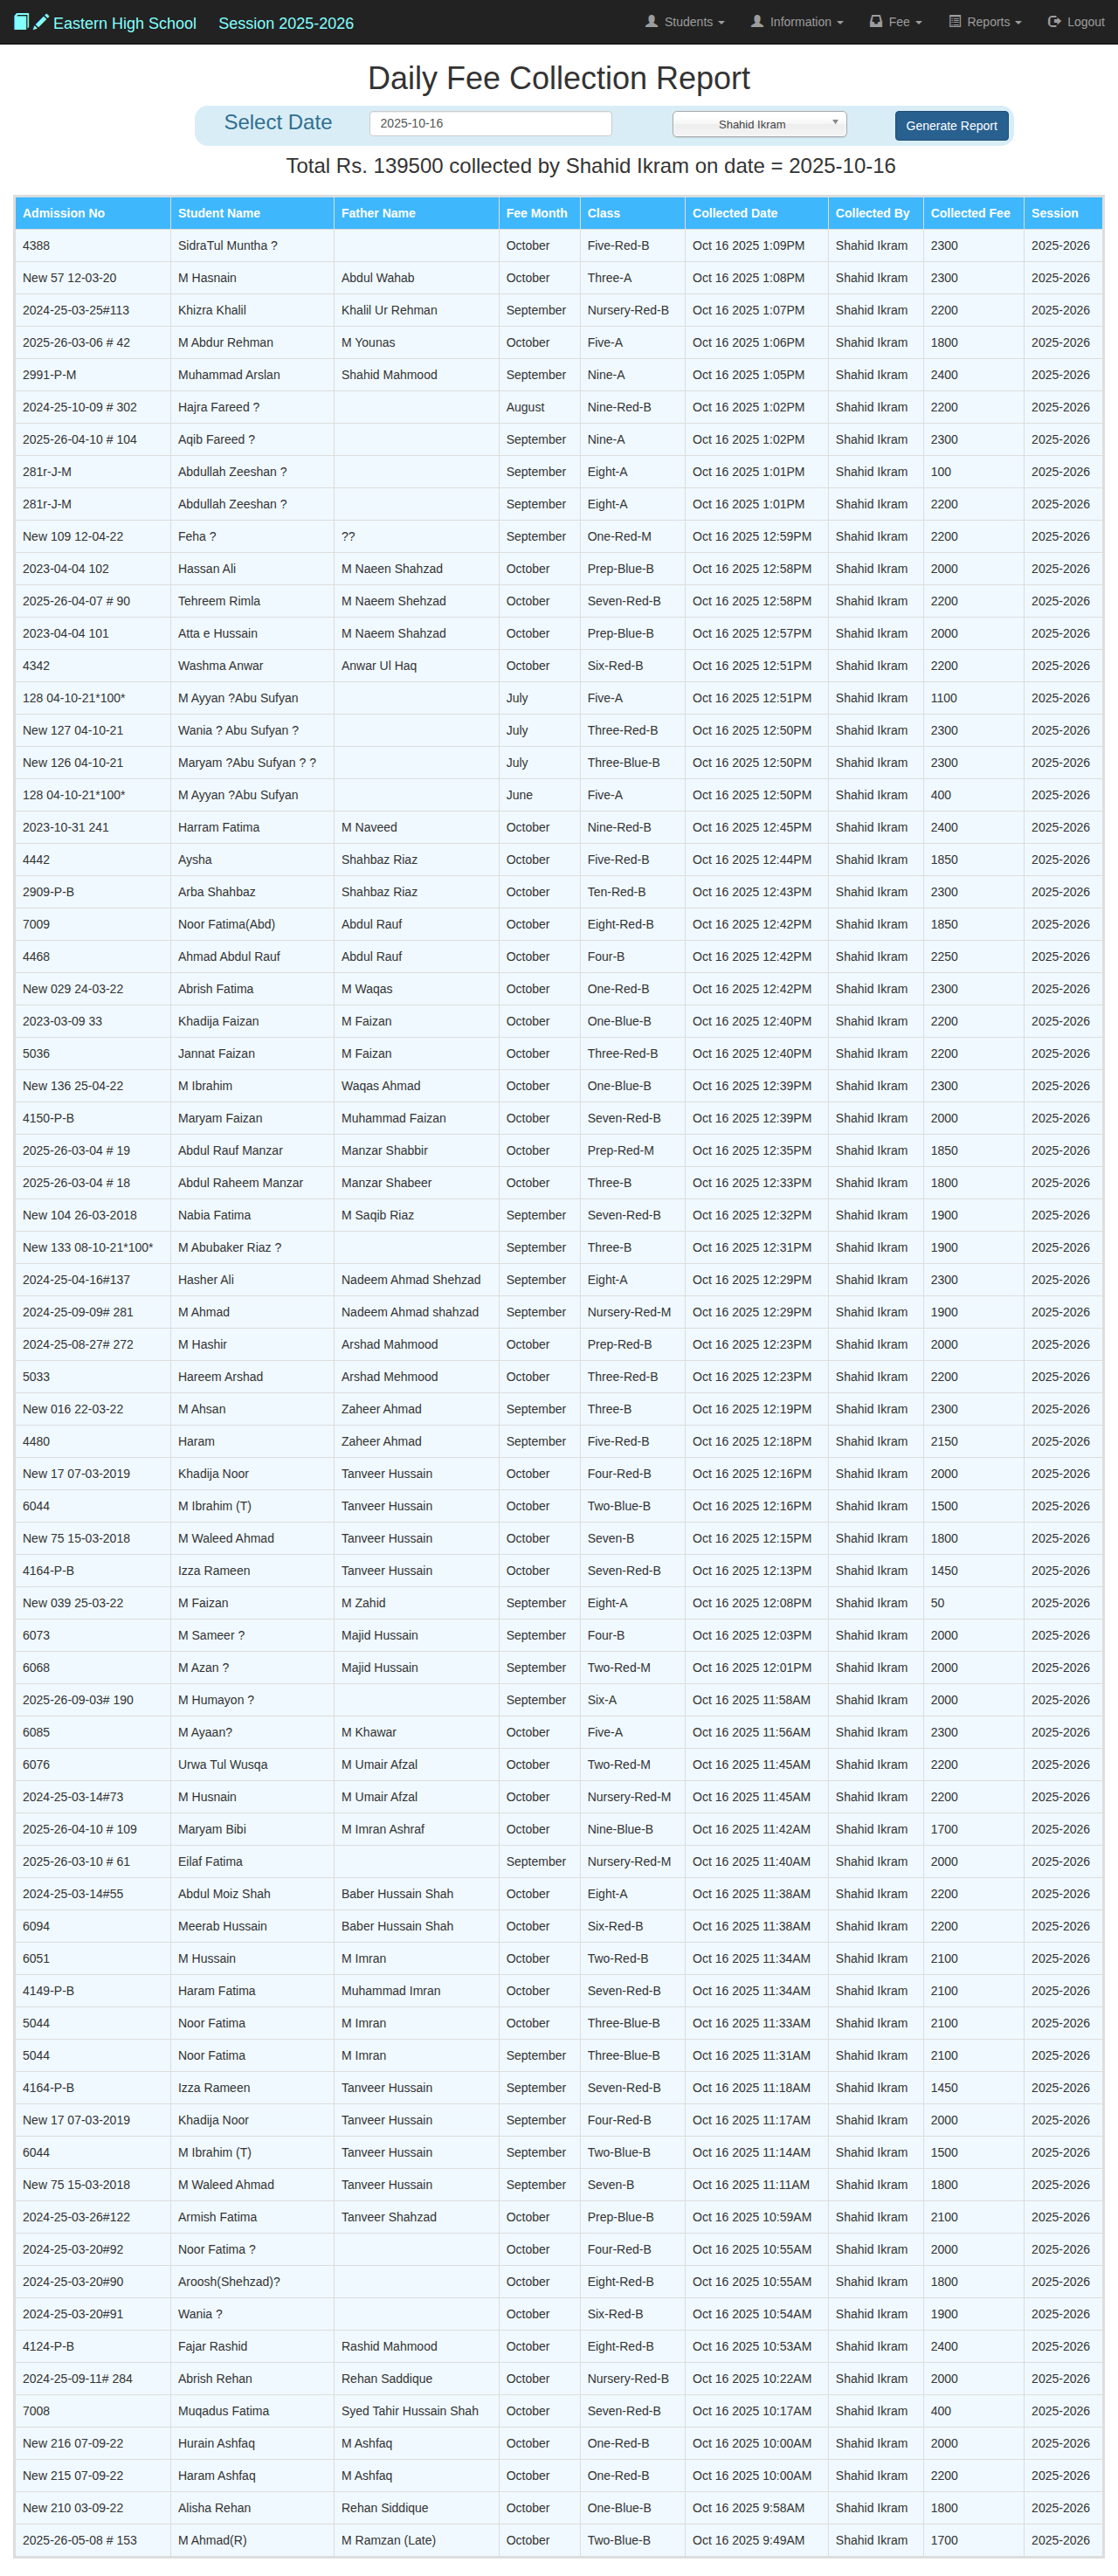 Eastern High School Session 2025-2026 Students Information Fee Reports Logout
Daily Fee Collection Report
Select Date 2025-10-16 Shahid Ikram Generate Report
Total Rs. 139500 collected by Shahid Ikram on date = 2025-10-16
Admission No Student Name Father Name Fee Month Class Collected Date Collected By Collected Fee Session
4388 SidraTul Muntha ? October Five-Red-B Oct 16 2025 1:09PM Shahid Ikram 2300 2025-2026
New 57 12-03-20 M Hasnain Abdul Wahab October Three-A Oct 16 2025 1:08PM Shahid Ikram 2300 2025-2026
2024-25-03-25#113 Khizra Khalil Khalil Ur Rehman September Nursery-Red-B Oct 16 2025 1:07PM Shahid Ikram 2200 2025-2026
2025-26-03-06 # 42 M Abdur Rehman M Younas October Five-A Oct 16 2025 1:06PM Shahid Ikram 1800 2025-2026
2991-P-M Muhammad Arslan Shahid Mahmood September Nine-A Oct 16 2025 1:05PM Shahid Ikram 2400 2025-2026
2024-25-10-09 # 302 Hajra Fareed ? August Nine-Red-B Oct 16 2025 1:02PM Shahid Ikram 2200 2025-2026
2025-26-04-10 # 104 Aqib Fareed ? September Nine-A Oct 16 2025 1:02PM Shahid Ikram 2300 2025-2026
281r-J-M Abdullah Zeeshan ? September Eight-A Oct 16 2025 1:01PM Shahid Ikram 100 2025-2026
281r-J-M Abdullah Zeeshan ? September Eight-A Oct 16 2025 1:01PM Shahid Ikram 2200 2025-2026
New 109 12-04-22 Feha ? ?? September One-Red-M Oct 16 2025 12:59PM Shahid Ikram 2200 2025-2026
2023-04-04 102 Hassan Ali M Naeen Shahzad October Prep-Blue-B Oct 16 2025 12:58PM Shahid Ikram 2000 2025-2026
2025-26-04-07 # 90 Tehreem Rimla M Naeem Shehzad October Seven-Red-B Oct 16 2025 12:58PM Shahid Ikram 2200 2025-2026
2023-04-04 101 Atta e Hussain M Naeem Shahzad October Prep-Blue-B Oct 16 2025 12:57PM Shahid Ikram 2000 2025-2026
4342 Washma Anwar Anwar Ul Haq October Six-Red-B Oct 16 2025 12:51PM Shahid Ikram 2200 2025-2026
128 04-10-21*100* M Ayyan ?Abu Sufyan July Five-A Oct 16 2025 12:51PM Shahid Ikram 1100 2025-2026
New 127 04-10-21 Wania ? Abu Sufyan ? July Three-Red-B Oct 16 2025 12:50PM Shahid Ikram 2300 2025-2026
New 126 04-10-21 Maryam ?Abu Sufyan ? ? July Three-Blue-B Oct 16 2025 12:50PM Shahid Ikram 2300 2025-2026
128 04-10-21*100* M Ayyan ?Abu Sufyan June Five-A Oct 16 2025 12:50PM Shahid Ikram 400 2025-2026
2023-10-31 241 Harram Fatima M Naveed October Nine-Red-B Oct 16 2025 12:45PM Shahid Ikram 2400 2025-2026
4442 Aysha Shahbaz Riaz October Five-Red-B Oct 16 2025 12:44PM Shahid Ikram 1850 2025-2026
2909-P-B Arba Shahbaz Shahbaz Riaz October Ten-Red-B Oct 16 2025 12:43PM Shahid Ikram 2300 2025-2026
7009 Noor Fatima(Abd) Abdul Rauf October Eight-Red-B Oct 16 2025 12:42PM Shahid Ikram 1850 2025-2026
4468 Ahmad Abdul Rauf Abdul Rauf October Four-B Oct 16 2025 12:42PM Shahid Ikram 2250 2025-2026
New 029 24-03-22 Abrish Fatima M Waqas October One-Red-B Oct 16 2025 12:42PM Shahid Ikram 2300 2025-2026
2023-03-09 33 Khadija Faizan M Faizan October One-Blue-B Oct 16 2025 12:40PM Shahid Ikram 2200 2025-2026
5036 Jannat Faizan M Faizan October Three-Red-B Oct 16 2025 12:40PM Shahid Ikram 2200 2025-2026
New 136 25-04-22 M Ibrahim Waqas Ahmad October One-Blue-B Oct 16 2025 12:39PM Shahid Ikram 2300 2025-2026
4150-P-B Maryam Faizan Muhammad Faizan October Seven-Red-B Oct 16 2025 12:39PM Shahid Ikram 2000 2025-2026
2025-26-03-04 # 19 Abdul Rauf Manzar Manzar Shabbir October Prep-Red-M Oct 16 2025 12:35PM Shahid Ikram 1850 2025-2026
2025-26-03-04 # 18 Abdul Raheem Manzar Manzar Shabeer October Three-B Oct 16 2025 12:33PM Shahid Ikram 1800 2025-2026
New 104 26-03-2018 Nabia Fatima M Saqib Riaz September Seven-Red-B Oct 16 2025 12:32PM Shahid Ikram 1900 2025-2026
New 133 08-10-21*100* M Abubaker Riaz ? September Three-B Oct 16 2025 12:31PM Shahid Ikram 1900 2025-2026
2024-25-04-16#137 Hasher Ali Nadeem Ahmad Shehzad September Eight-A Oct 16 2025 12:29PM Shahid Ikram 2300 2025-2026
2024-25-09-09# 281 M Ahmad Nadeem Ahmad shahzad September Nursery-Red-M Oct 16 2025 12:29PM Shahid Ikram 1900 2025-2026
2024-25-08-27# 272 M Hashir Arshad Mahmood October Prep-Red-B Oct 16 2025 12:23PM Shahid Ikram 2000 2025-2026
5033 Hareem Arshad Arshad Mehmood October Three-Red-B Oct 16 2025 12:23PM Shahid Ikram 2200 2025-2026
New 016 22-03-22 M Ahsan Zaheer Ahmad September Three-B Oct 16 2025 12:19PM Shahid Ikram 2300 2025-2026
4480 Haram Zaheer Ahmad September Five-Red-B Oct 16 2025 12:18PM Shahid Ikram 2150 2025-2026
New 17 07-03-2019 Khadija Noor Tanveer Hussain October Four-Red-B Oct 16 2025 12:16PM Shahid Ikram 2000 2025-2026
6044 M Ibrahim (T) Tanveer Hussain October Two-Blue-B Oct 16 2025 12:16PM Shahid Ikram 1500 2025-2026
New 75 15-03-2018 M Waleed Ahmad Tanveer Hussain October Seven-B Oct 16 2025 12:15PM Shahid Ikram 1800 2025-2026
4164-P-B Izza Rameen Tanveer Hussain October Seven-Red-B Oct 16 2025 12:13PM Shahid Ikram 1450 2025-2026
New 039 25-03-22 M Faizan M Zahid September Eight-A Oct 16 2025 12:08PM Shahid Ikram 50 2025-2026
6073 M Sameer ? Majid Hussain September Four-B Oct 16 2025 12:03PM Shahid Ikram 2000 2025-2026
6068 M Azan ? Majid Hussain September Two-Red-M Oct 16 2025 12:01PM Shahid Ikram 2000 2025-2026
2025-26-09-03# 190 M Humayon ? September Six-A Oct 16 2025 11:58AM Shahid Ikram 2000 2025-2026
6085 M Ayaan? M Khawar October Five-A Oct 16 2025 11:56AM Shahid Ikram 2300 2025-2026
6076 Urwa Tul Wusqa M Umair Afzal October Two-Red-M Oct 16 2025 11:45AM Shahid Ikram 2200 2025-2026
2024-25-03-14#73 M Husnain M Umair Afzal October Nursery-Red-M Oct 16 2025 11:45AM Shahid Ikram 2200 2025-2026
2025-26-04-10 # 109 Maryam Bibi M Imran Ashraf October Nine-Blue-B Oct 16 2025 11:42AM Shahid Ikram 1700 2025-2026
2025-26-03-10 # 61 Eilaf Fatima September Nursery-Red-M Oct 16 2025 11:40AM Shahid Ikram 2000 2025-2026
2024-25-03-14#55 Abdul Moiz Shah Baber Hussain Shah October Eight-A Oct 16 2025 11:38AM Shahid Ikram 2200 2025-2026
6094 Meerab Hussain Baber Hussain Shah October Six-Red-B Oct 16 2025 11:38AM Shahid Ikram 2200 2025-2026
6051 M Hussain M Imran October Two-Red-B Oct 16 2025 11:34AM Shahid Ikram 2100 2025-2026
4149-P-B Haram Fatima Muhammad Imran October Seven-Red-B Oct 16 2025 11:34AM Shahid Ikram 2100 2025-2026
5044 Noor Fatima M Imran October Three-Blue-B Oct 16 2025 11:33AM Shahid Ikram 2100 2025-2026
5044 Noor Fatima M Imran September Three-Blue-B Oct 16 2025 11:31AM Shahid Ikram 2100 2025-2026
4164-P-B Izza Rameen Tanveer Hussain September Seven-Red-B Oct 16 2025 11:18AM Shahid Ikram 1450 2025-2026
New 17 07-03-2019 Khadija Noor Tanveer Hussain September Four-Red-B Oct 16 2025 11:17AM Shahid Ikram 2000 2025-2026
6044 M Ibrahim (T) Tanveer Hussain September Two-Blue-B Oct 16 2025 11:14AM Shahid Ikram 1500 2025-2026
New 75 15-03-2018 M Waleed Ahmad Tanveer Hussain September Seven-B Oct 16 2025 11:11AM Shahid Ikram 1800 2025-2026
2024-25-03-26#122 Armish Fatima Tanveer Shahzad October Prep-Blue-B Oct 16 2025 10:59AM Shahid Ikram 2100 2025-2026
2024-25-03-20#92 Noor Fatima ? October Four-Red-B Oct 16 2025 10:55AM Shahid Ikram 2000 2025-2026
2024-25-03-20#90 Aroosh(Shehzad)? October Eight-Red-B Oct 16 2025 10:55AM Shahid Ikram 1800 2025-2026
2024-25-03-20#91 Wania ? October Six-Red-B Oct 16 2025 10:54AM Shahid Ikram 1900 2025-2026
4124-P-B Fajar Rashid Rashid Mahmood October Eight-Red-B Oct 16 2025 10:53AM Shahid Ikram 2400 2025-2026
2024-25-09-11# 284 Abrish Rehan Rehan Saddique October Nursery-Red-B Oct 16 2025 10:22AM Shahid Ikram 2000 2025-2026
7008 Muqadus Fatima Syed Tahir Hussain Shah October Seven-Red-B Oct 16 2025 10:17AM Shahid Ikram 400 2025-2026
New 216 07-09-22 Hurain Ashfaq M Ashfaq October One-Red-B Oct 16 2025 10:00AM Shahid Ikram 2000 2025-2026
New 215 07-09-22 Haram Ashfaq M Ashfaq October One-Red-B Oct 16 2025 10:00AM Shahid Ikram 2200 2025-2026
New 210 03-09-22 Alisha Rehan Rehan Siddique October One-Blue-B Oct 16 2025 9:58AM Shahid Ikram 1800 2025-2026
2025-26-05-08 # 153 M Ahmad(R) M Ramzan (Late) October Two-Blue-B Oct 16 2025 9:49AM Shahid Ikram 1700 2025-2026